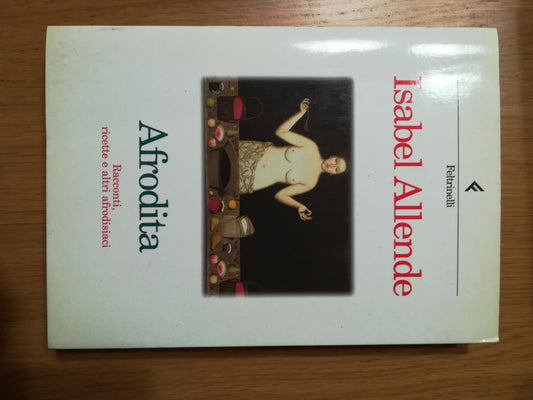 Feltrinelli
Isabel Allende
Afrodita
Racconti,
ricette e altri afrodisiaci